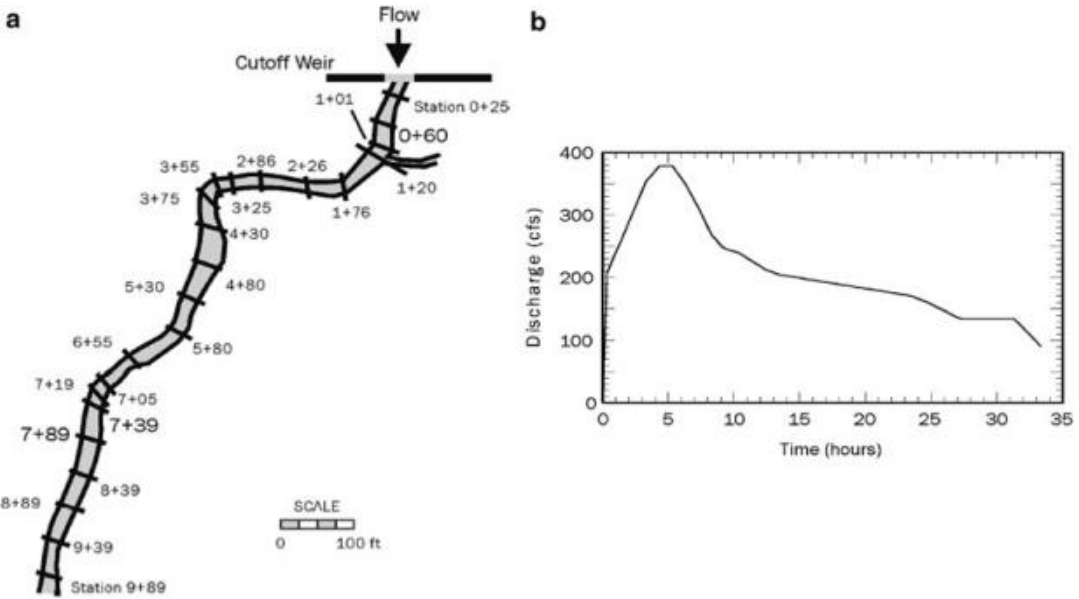 a
Flow
Cutoff Weir
1+01
Station 0+25
0+60
3+55
2+86
2+26
1+20
3+75
3+25
1+76
4+30
5+30
4+80
6+55
5+80
7+19
7+05
7+39
7+89
8+39
8+89
9+39
Station 9+89
SCALE
0
100 ft
b
Discharge (cfs)
400
300
200
100
0
0 5 10 15 20 25 30 35
Time (hours)